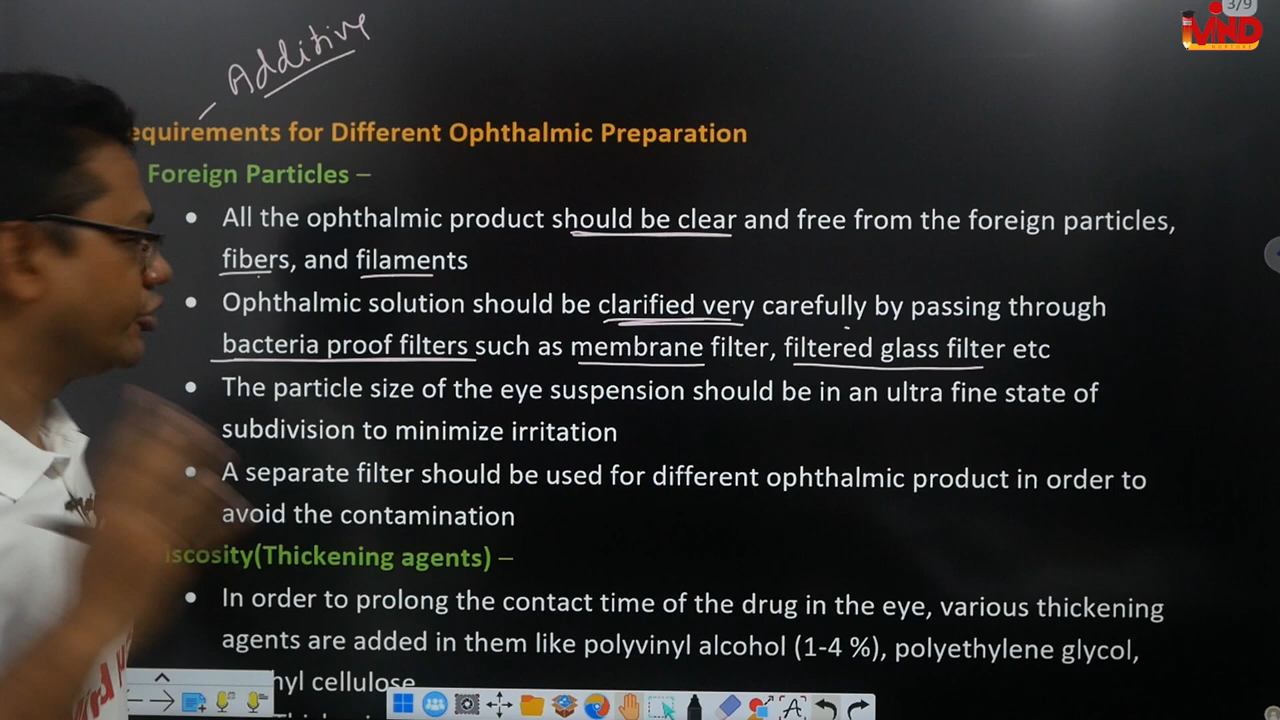 3/9
MIND
Additive
equirements for Different Ophthalmic Preparation
Foreign Particles –
• All the ophthalmic product should be clear and free from the foreign particles,
fibers, and filaments
• Ophthalmic solution should be clarified very carefully by passing through
bacteria proof filters such as membrane filter, filtered glass filter etc
• The particle size of the eye suspension should be in an ultra fine state of
subdivision to minimize irritation
• A separate filter should be used for different ophthalmic product in order to
avoid the contamination
iscosity(Thickening agents) –
• In order to prolong the contact time of the drug in the eye, various thickening
agents are added in them like polyvinyl alcohol (1-4 %), polyethylene glycol,
hyl cellulose